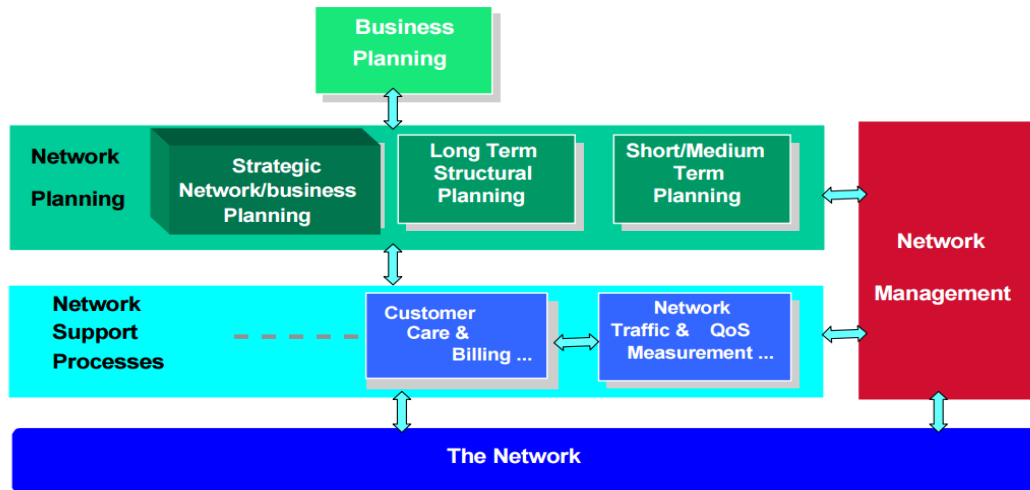 Business
Planning
Network
Planning
Strategic
Network/business
Planning
Long Term
Structural
Planning
Short/Medium
Term
Planning
Network
Management
Network
Support
Processes
Customer
Care &
Billing ...
Network
Traffic & QoS
Measurement ...
The Network